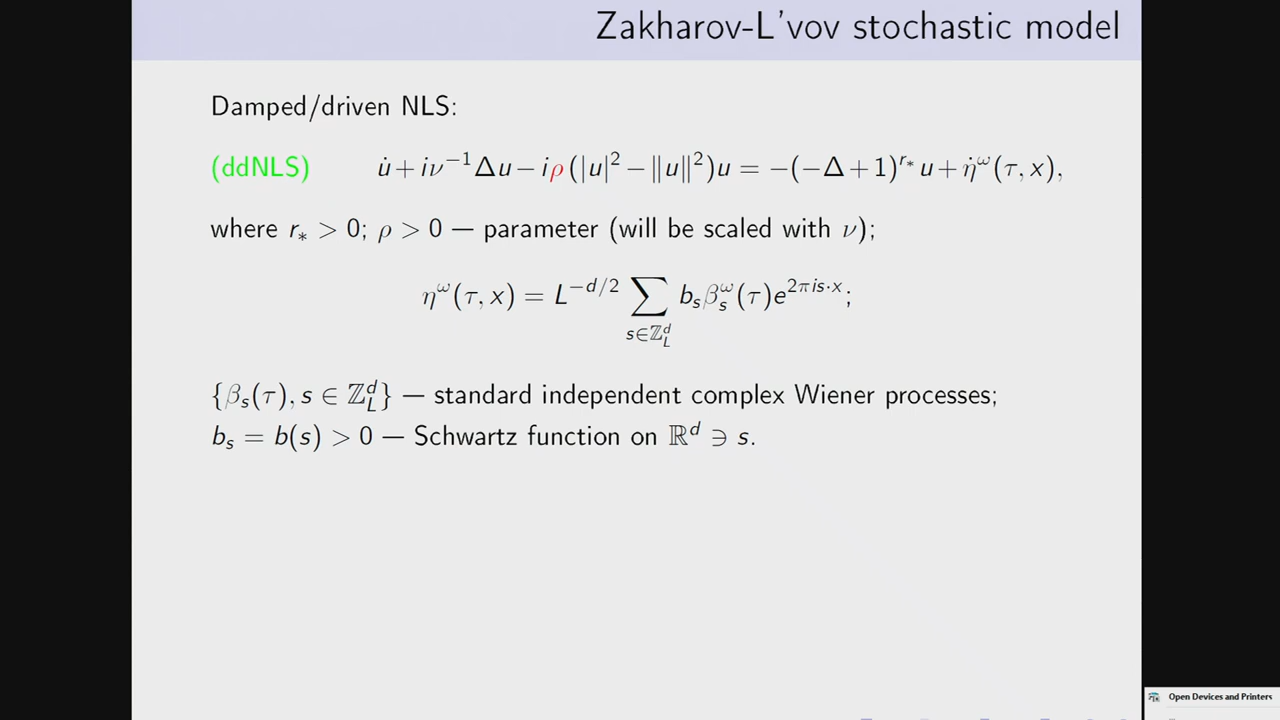 Zakharov-L'vov stochastic model
Damped/driven NLS:
(ddNLS) u̇ + iν⁻¹Δu − iρ(|u|² − ‖u‖²)u = −(−Δ + 1)^{r_*} u + η̇^ω(τ, x),
where r_* > 0; ρ > 0 — parameter (will be scaled with ν);
η^ω(τ, x) = L^{−d/2} ∑_{s∈ℤ_L^d} b_s β_s^ω(τ) e^{2πis·x};
{β_s(τ), s ∈ ℤ_L^d} — standard independent complex Wiener processes;
b_s = b(s) > 0 — Schwartz function on ℝ^d ∋ s.
Open Devices and Printers